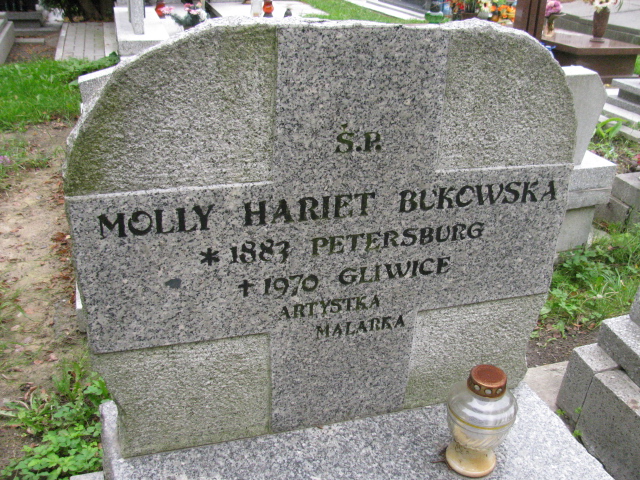 Ś.P.
MOLLY HARIET BUKOWSKA
* 1883 PETERSBURG
+ 1970 GLIWICE
ARTYSTKA
MALARKA